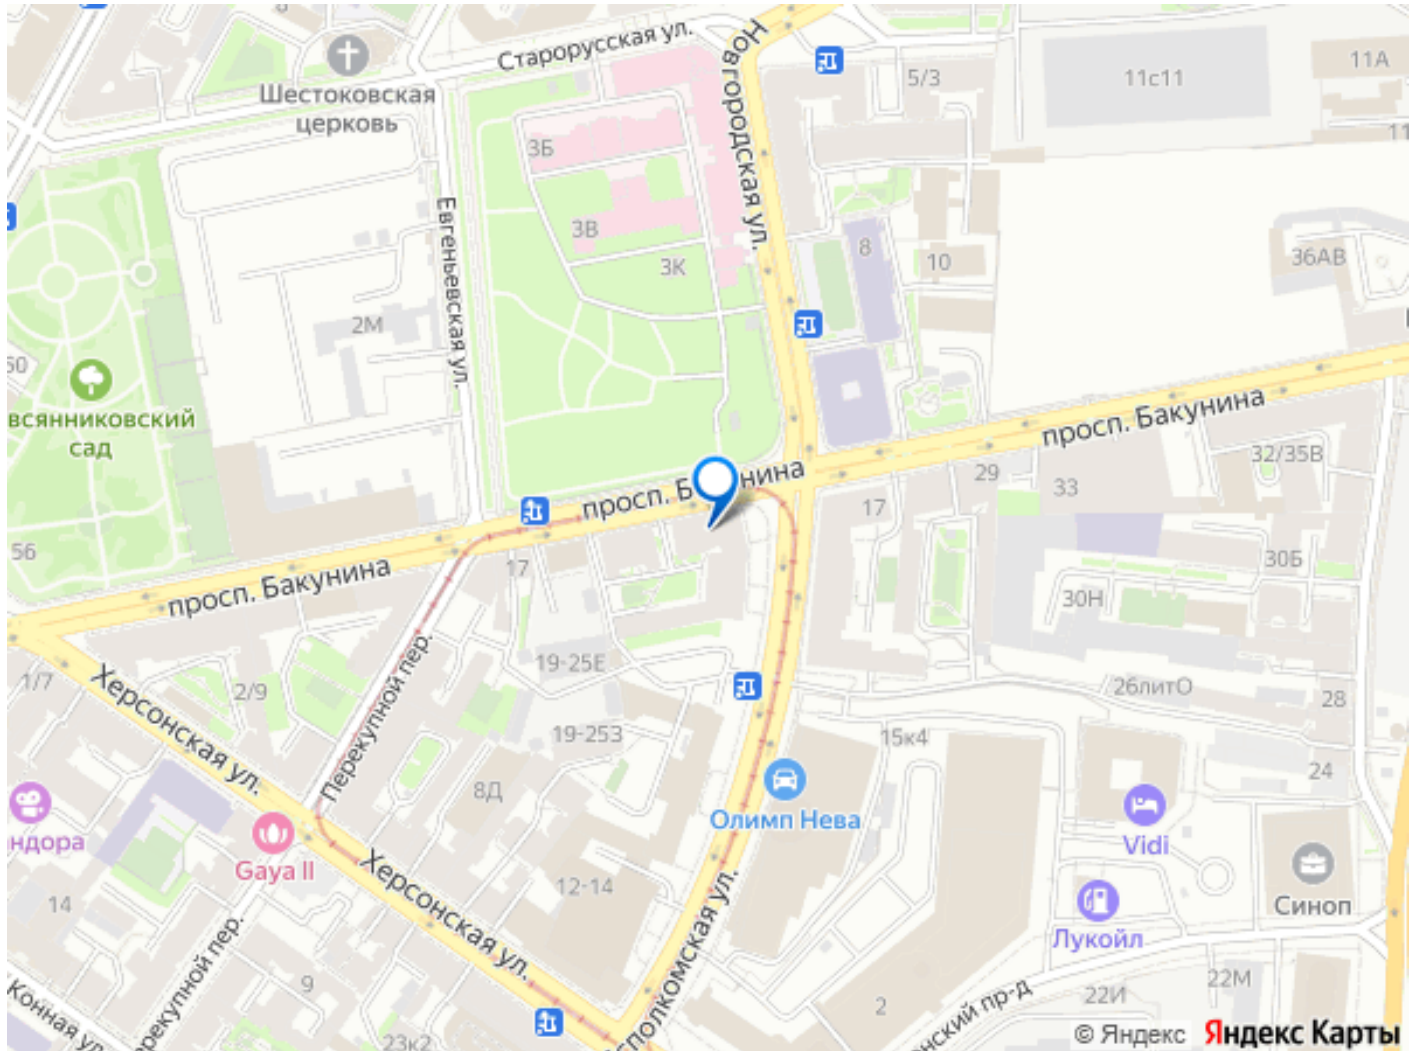 Старорусская ул.
Новгородская ул.
5/3
11с11
11А
11
Шестоковская
церковь
3Б
3В
3К
8
10
36АВ
Евгеньевская ул.
2М
60
всянниковский
сад
просп. Бакунина
32/35В
29
33
17
просп. Б
нина
56
просп. Бакунина
17
30Б
30Н
19-25Е
1/7
2/9
Перекупной пер.
26литО
28
Херсонская ул.
19-253
15к4
24
8Д
Олимп Нева
Vidi
ндора
Gaya II
Херсонская ул.
12-14
14
Синоп
Лукойл
сполкомская ул.
рекупной пер.
9
Конная ул.
2
нский пр-д
22И
22М
23к2
© Яндекс
Яндекс Карты